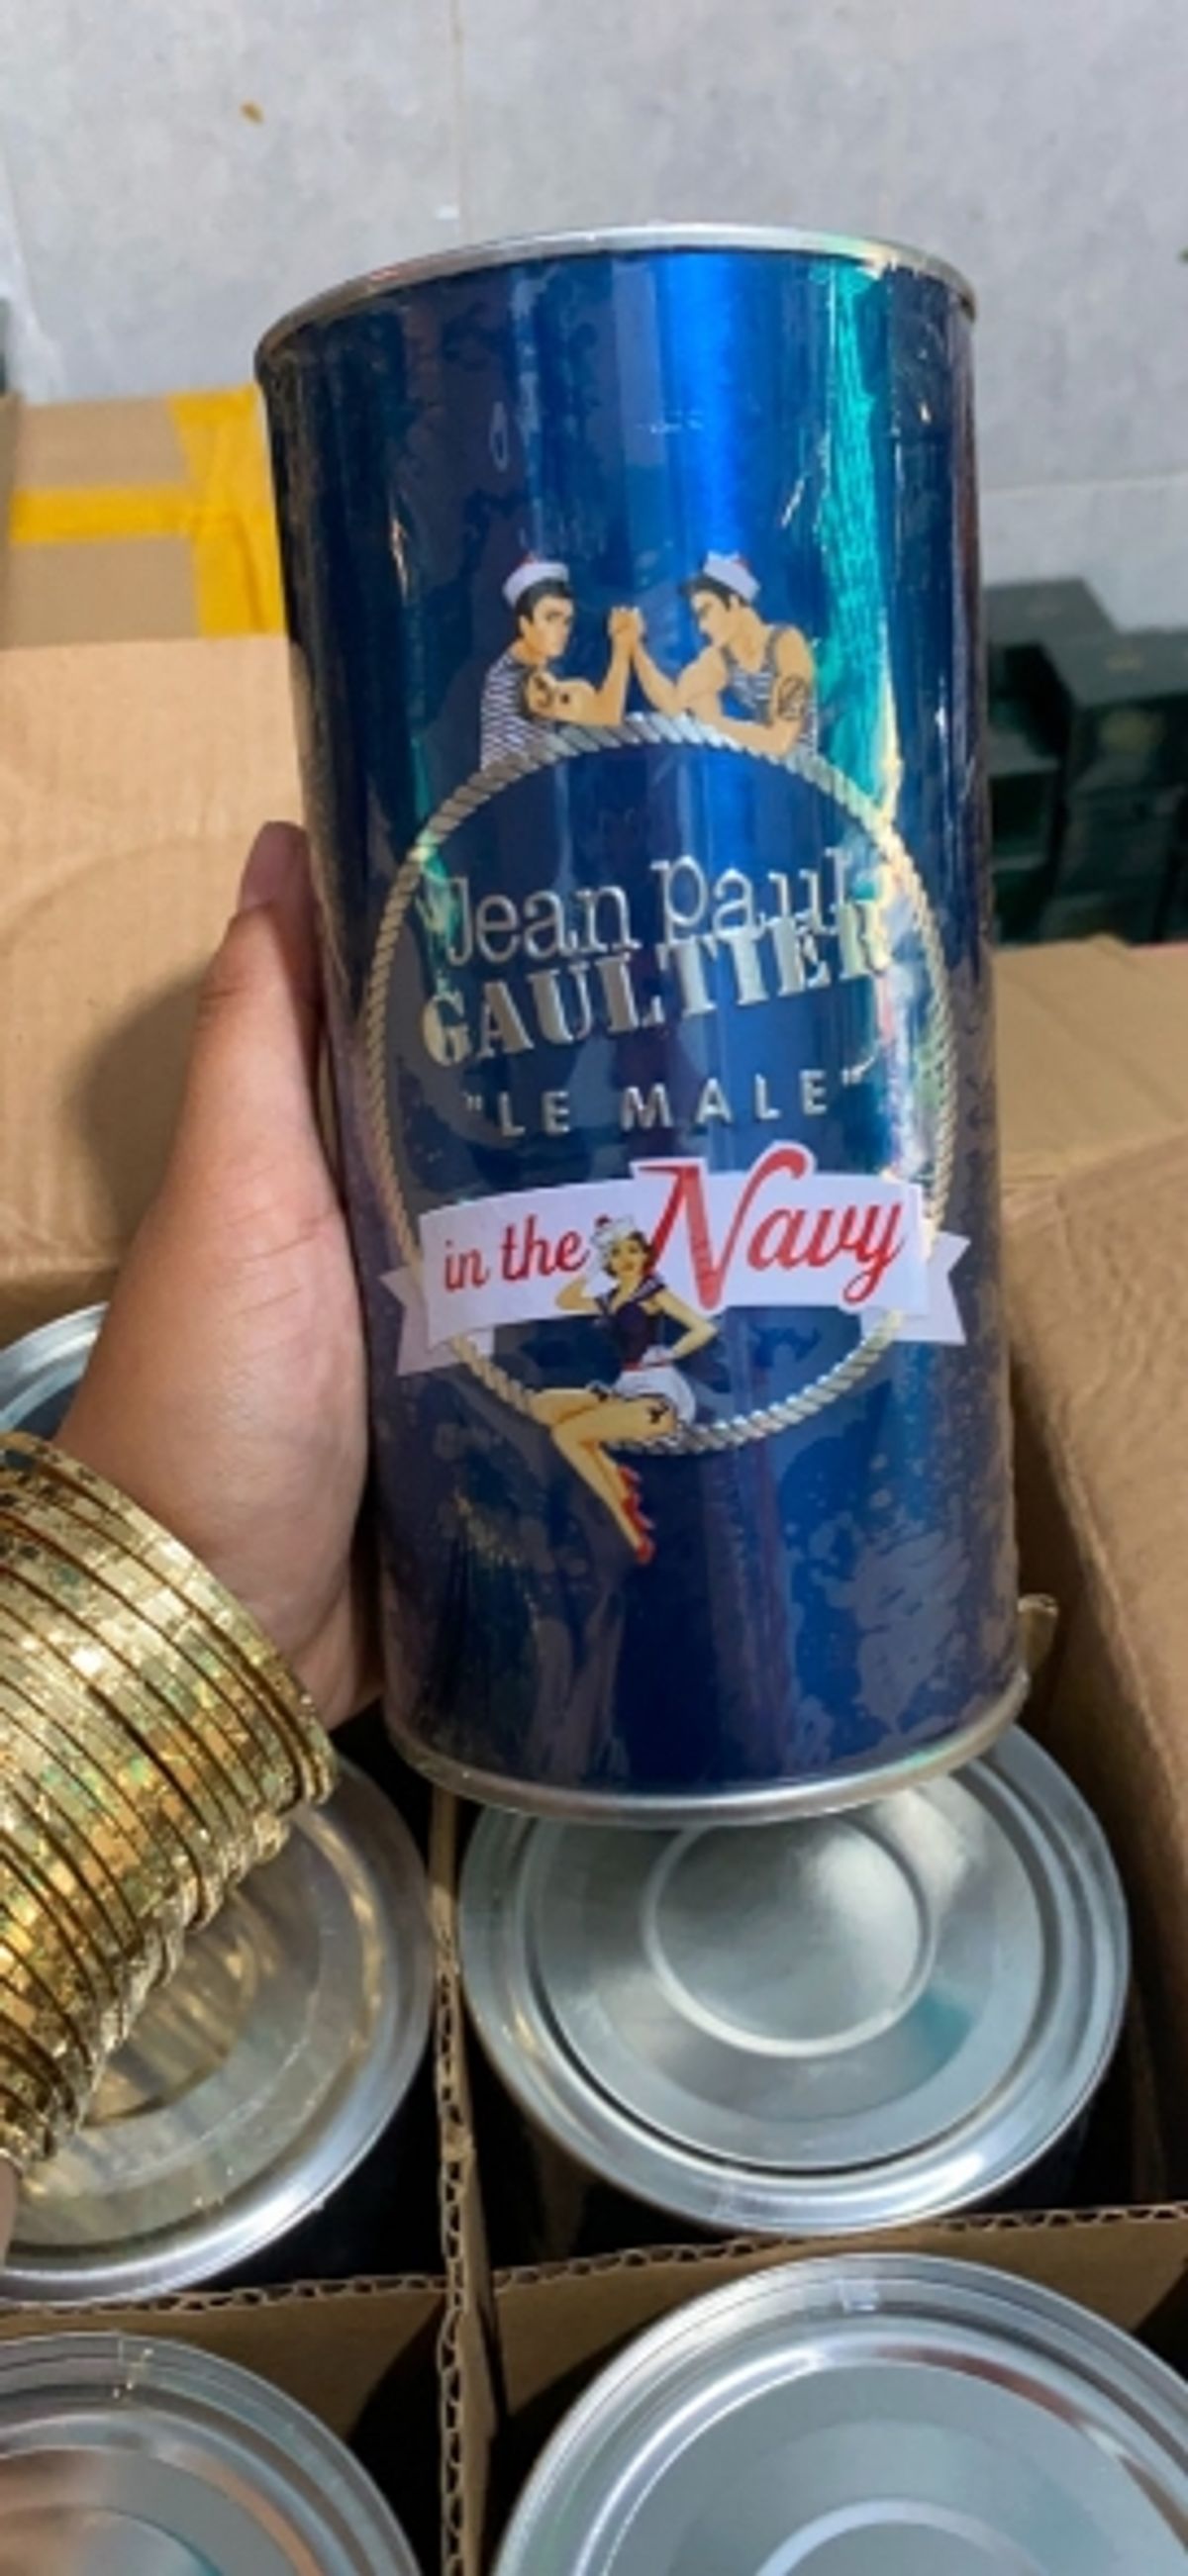 Jean Paul
GAULTIER
"LE MALE"
in the Navy